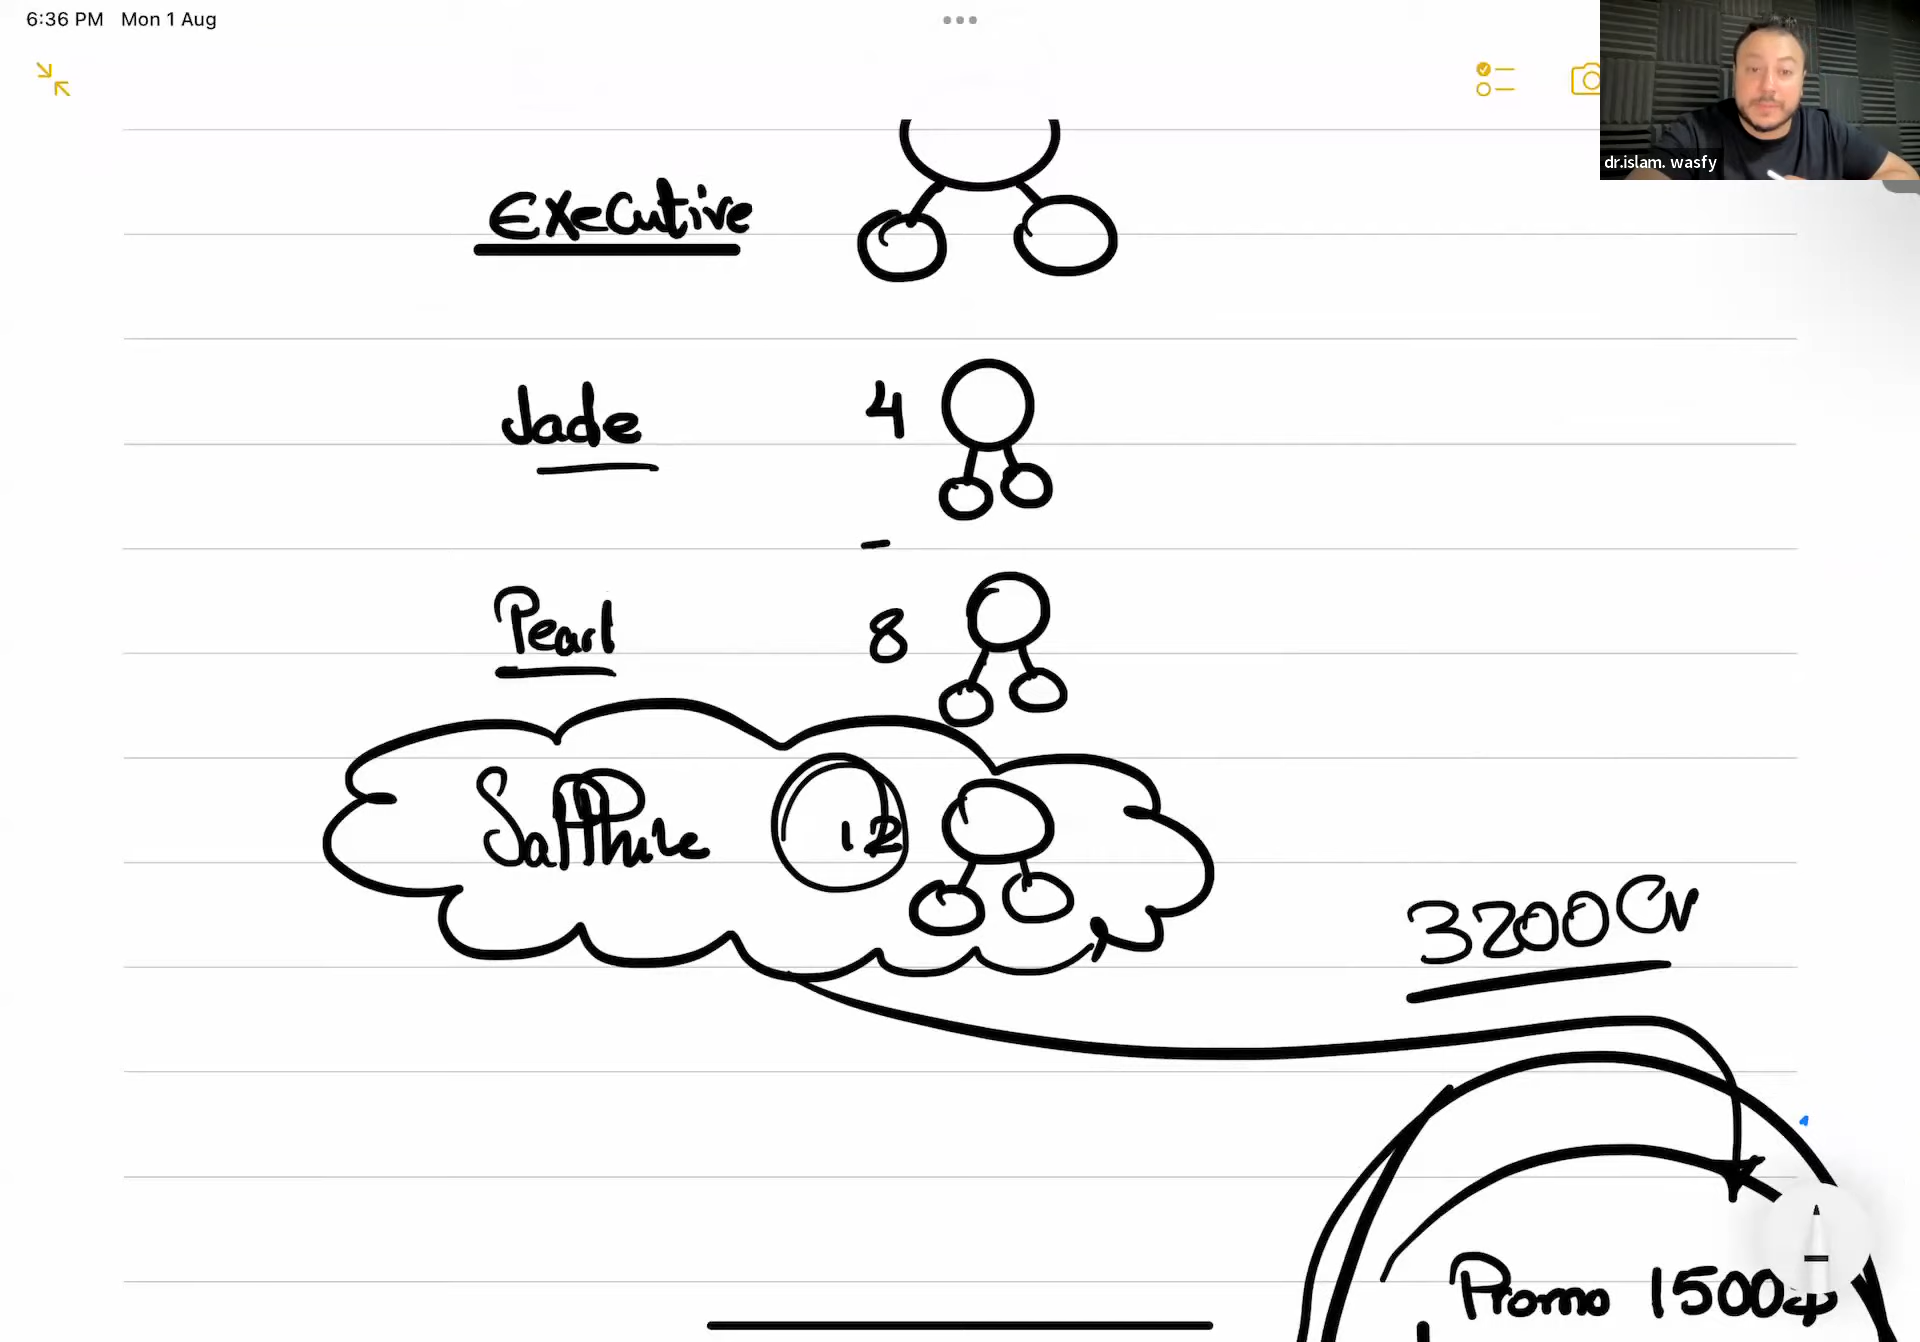 6:36 PM Mon 1 Aug
dr.islam. wasfy
Executive
Jade 4
Pearl 8
Sapphire 12
3200 Cv
Promo 1500$